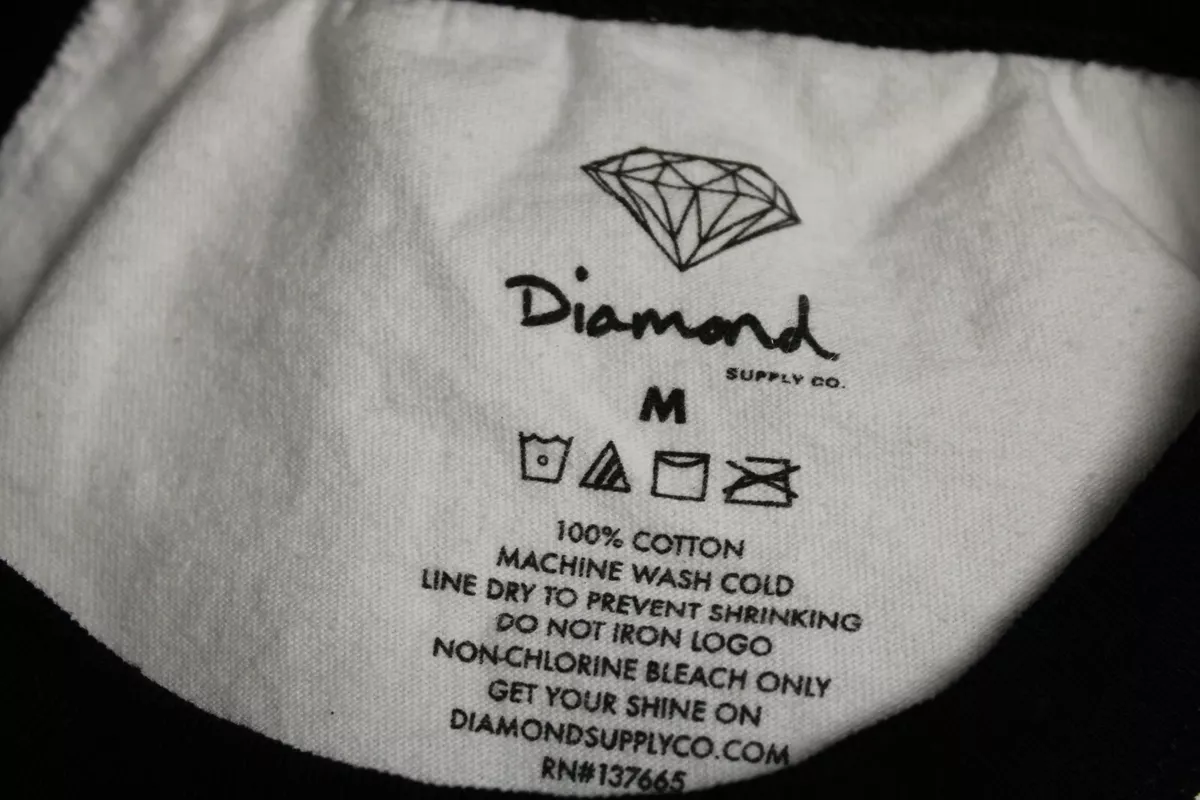 Diamond
SUPPLY CO.
M
100% COTTON
MACHINE WASH COLD
LINE DRY TO PREVENT SHRINKING
DO NOT IRON LOGO
NON-CHLORINE BLEACH ONLY
GET YOUR SHINE ON
DIAMONDSUPPLYCO.COM
RN#137665